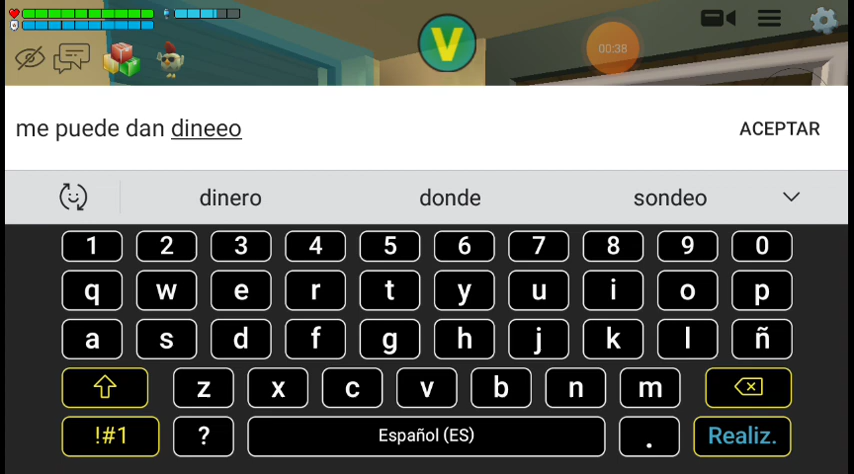 V
00:38
me puede dan dineeo
ACEPTAR
dinero donde sondeo
1 2 3 4 5 6 7 8 9 0
q w e r t y u i o p
a s d f g h j k l ñ
z x c v b n m
!#1 ? Español (ES) . Realiz.